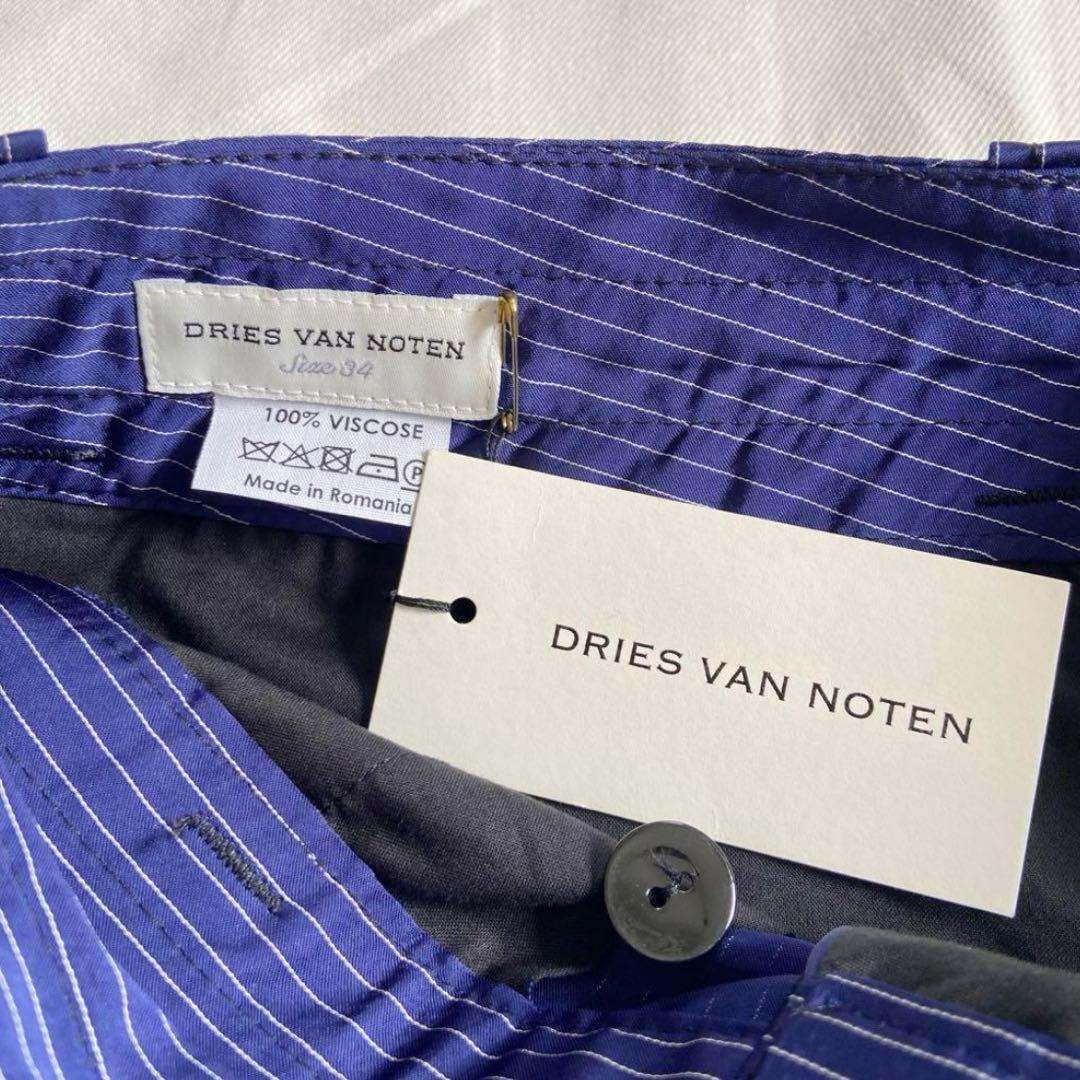 DRIES VAN NOTEN
Size 34
100% VISCOSE
P
Made in Romania
DRIES VAN NOTEN